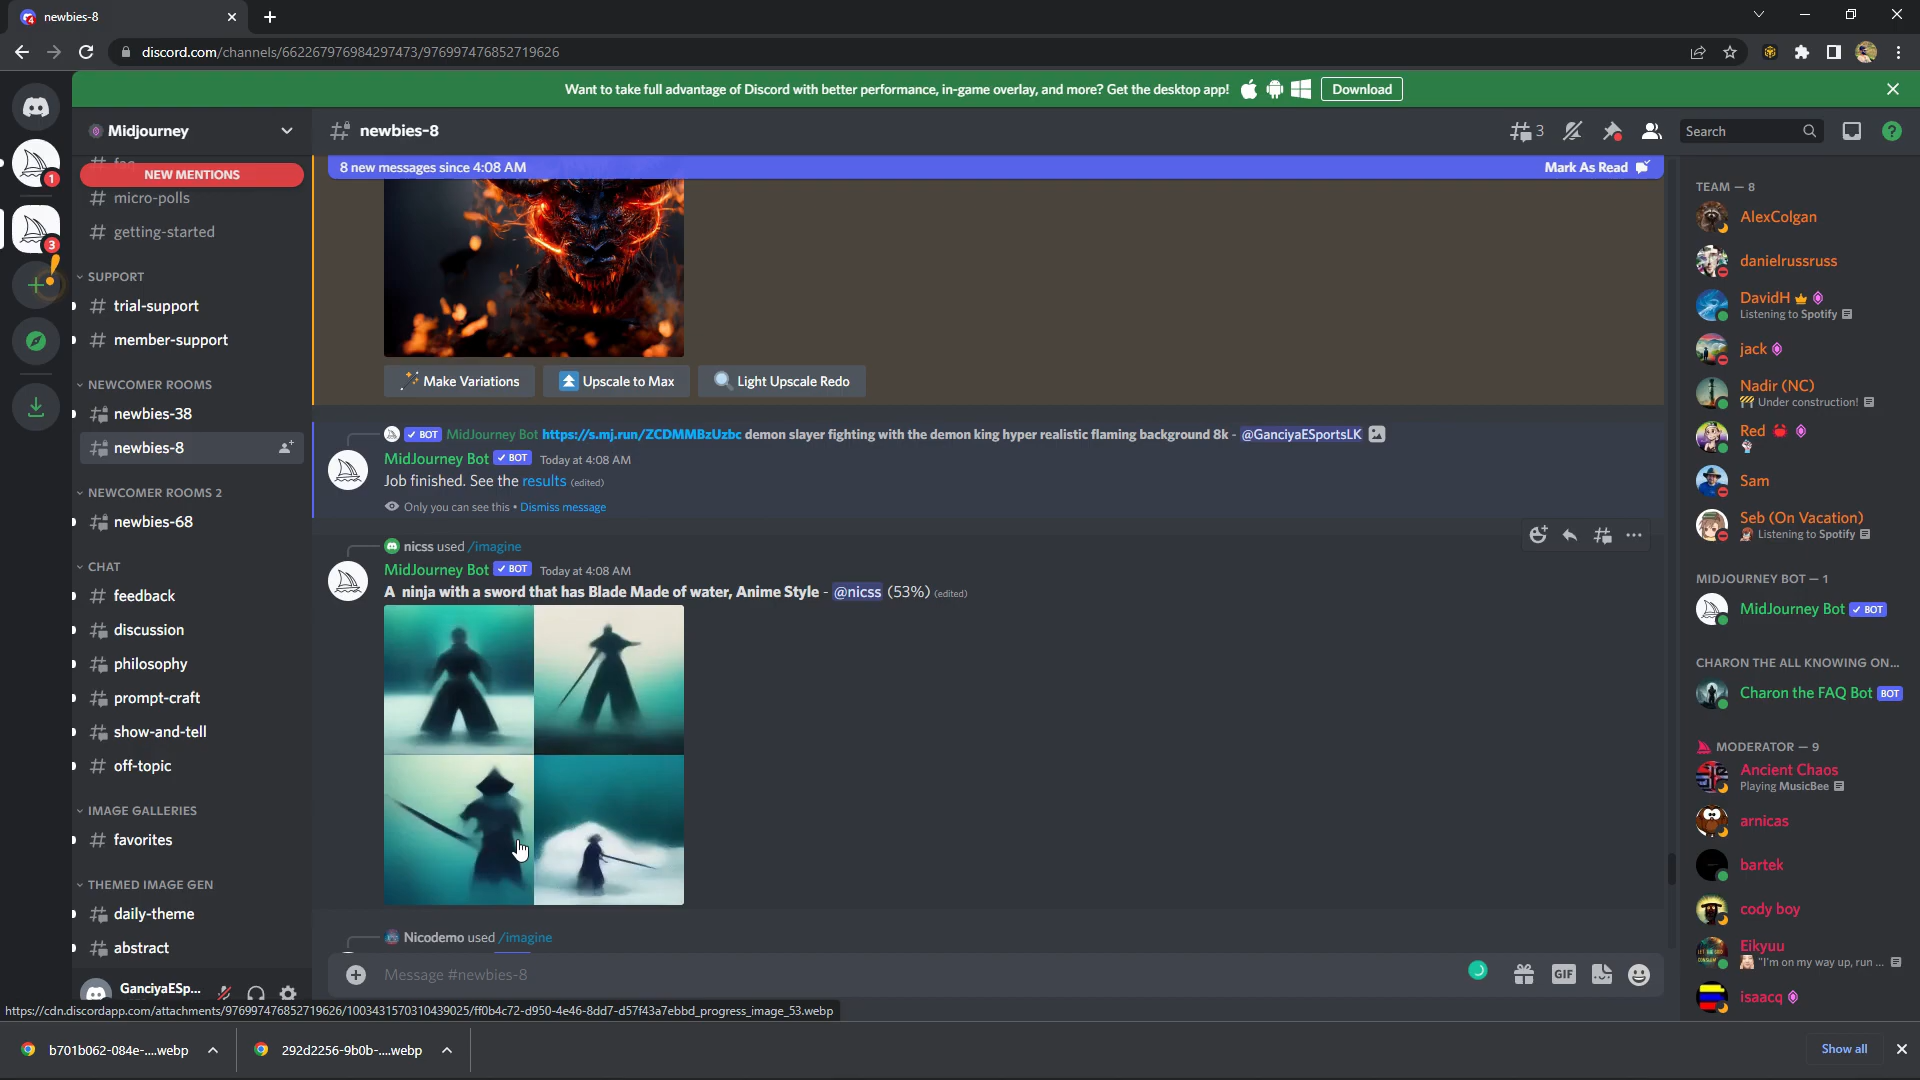 newbies-8
discord.com/channels/662267976984297473/976997476852719626
Want to take full advantage of Discord with better performance, in-game overlay, and more? Get the desktop app!
Download
Midjourney
newbies-8
3
Search
1
3
faq
NEW MENTIONS
micro-polls
getting-started
SUPPORT
trial-support
member-support
NEWCOMER ROOMS
newbies-38
newbies-8
NEWCOMER ROOMS 2
newbies-68
CHAT
feedback
discussion
philosophy
prompt-craft
show-and-tell
off-topic
IMAGE GALLERIES
favorites
THEMED IMAGE GEN
daily-theme
abstract
GanciyaESp...
8 new messages since 4:08 AM
Mark As Read
Make Variations
Upscale to Max
Light Upscale Redo
BOT MidJourney Bot https://s.mj.run/ZCDMMBzUzbc demon slayer fighting with the demon king hyper realistic flaming background 8k - @GanciyaESportsLK
MidJourney Bot BOT Today at 4:08 AM
Job finished. See the results (edited)
Only you can see this • Dismiss message
nicss used /imagine
MidJourney Bot BOT Today at 4:08 AM
A ninja with a sword that has Blade Made of water, Anime Style - @nicss (53%) (edited)
Nicodemo used /imagine
Message #newbies-8
GIF
TEAM — 8
AlexColgan
danielrussruss
DavidH
Listening to Spotify
jack
Nadir (NC)
Under construction!
Red
Sam
Seb (On Vacation)
Listening to Spotify
MIDJOURNEY BOT — 1
MidJourney Bot BOT
CHARON THE ALL KNOWING ON...
Charon the FAQ Bot BOT
MODERATOR — 9
Ancient Chaos
Playing MusicBee
arnicas
bartek
cody boy
Eikyuu
"I'm on my way up, run ...
isaacq
https://cdn.discordapp.com/attachments/976997476852719626/1003431570310439025/ff0b4c72-d950-4e46-8dd7-d57f43a7ebbd_progress_image_53.webp
b701b062-084e-....webp
292d2256-9b0b-....webp
Show all